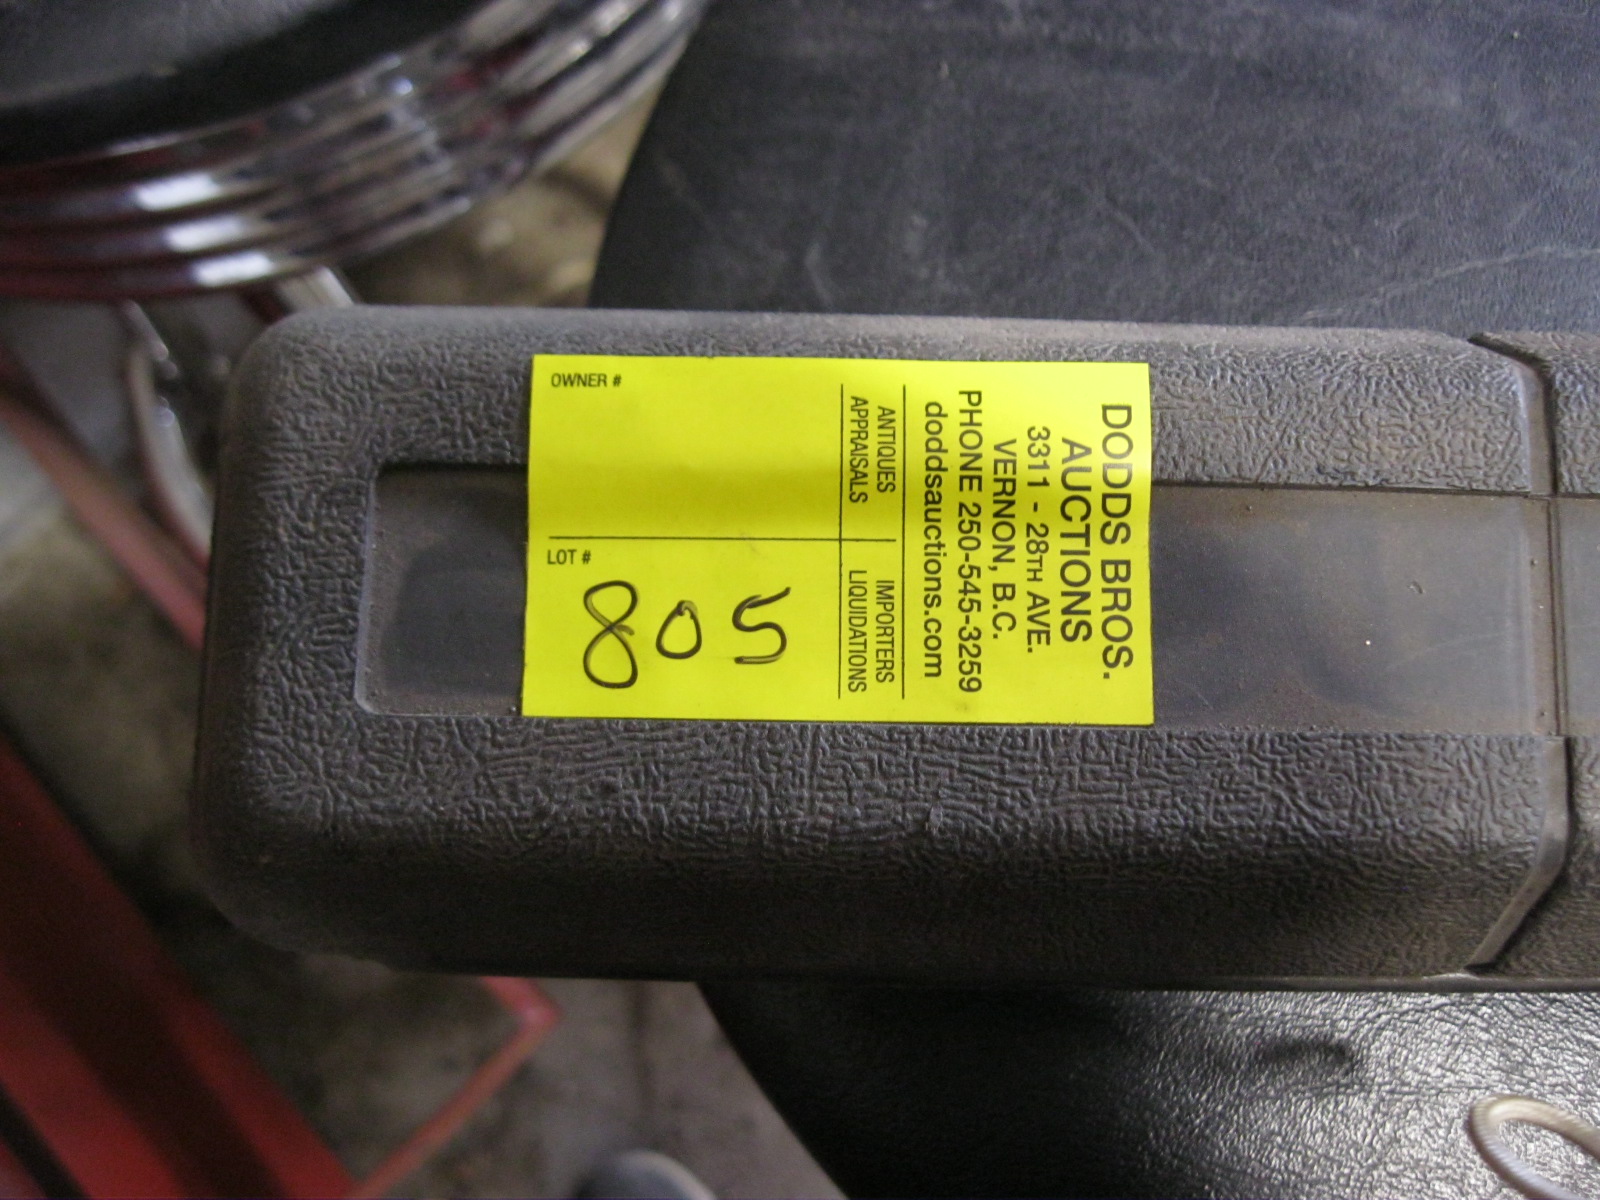 DODDS BROS.
AUCTIONS
3311 - 28TH AVE.
VERNON, B.C.
PHONE 250-545-3259
doddsauctions.com
ANTIQUES
APPRAISALS
IMPORTERS
LIQUIDATIONS
OWNER #
LOT #
805